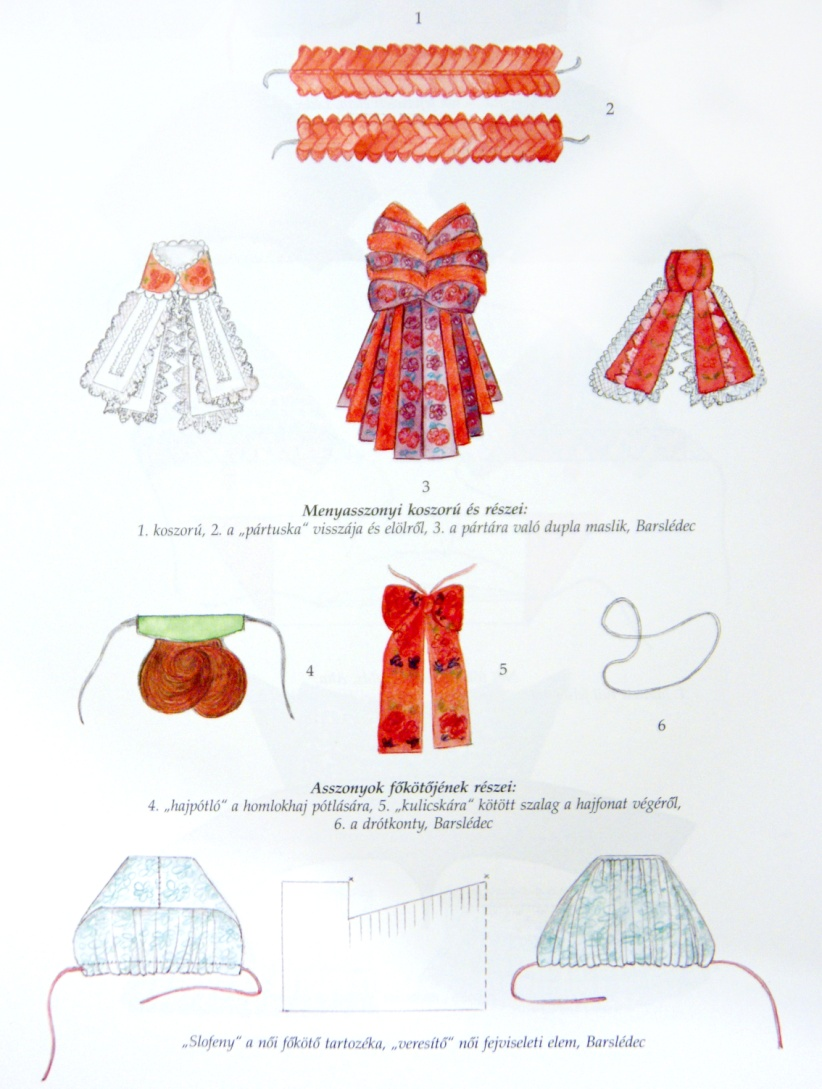 1
2
3
Menyasszonyi koszorú és részei:
1. koszorú, 2. a „pártuska“ visszája és elölről, 3. a pártára való dupla maslik, Barslédec
4
5
6
Asszonyok főkötőjének részei:
4. „hajpótló“ a homlokhaj pótlására, 5. „kulicskára“ kötött szalag a hajfonat végéről,
6. a drótkonty, Barslédec
x
x
„Slofeny“ a női főkötő tartozéka, „veresítő“ női fejviseleti elem, Barslédec